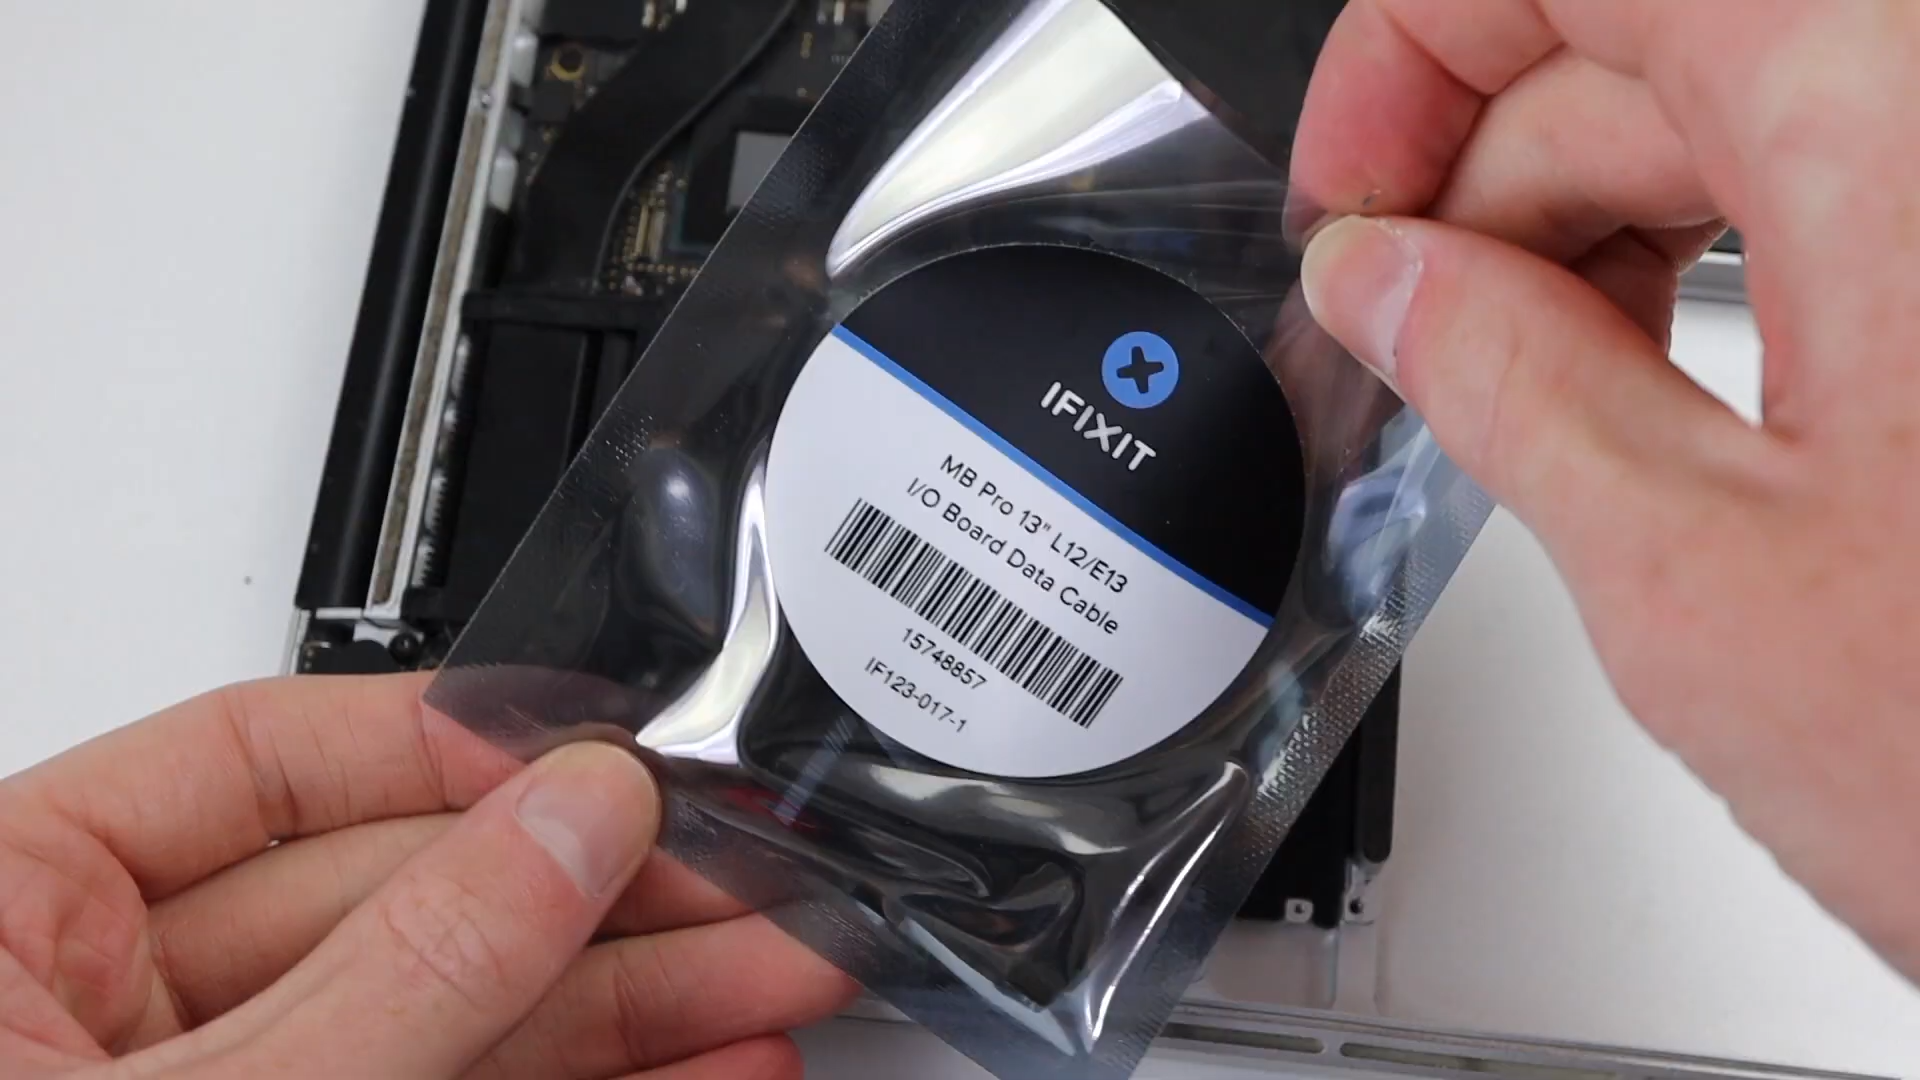 IFIXIT
MB Pro 13" L12/E13
I/O Board Data Cable
15748857
IF123-017-1